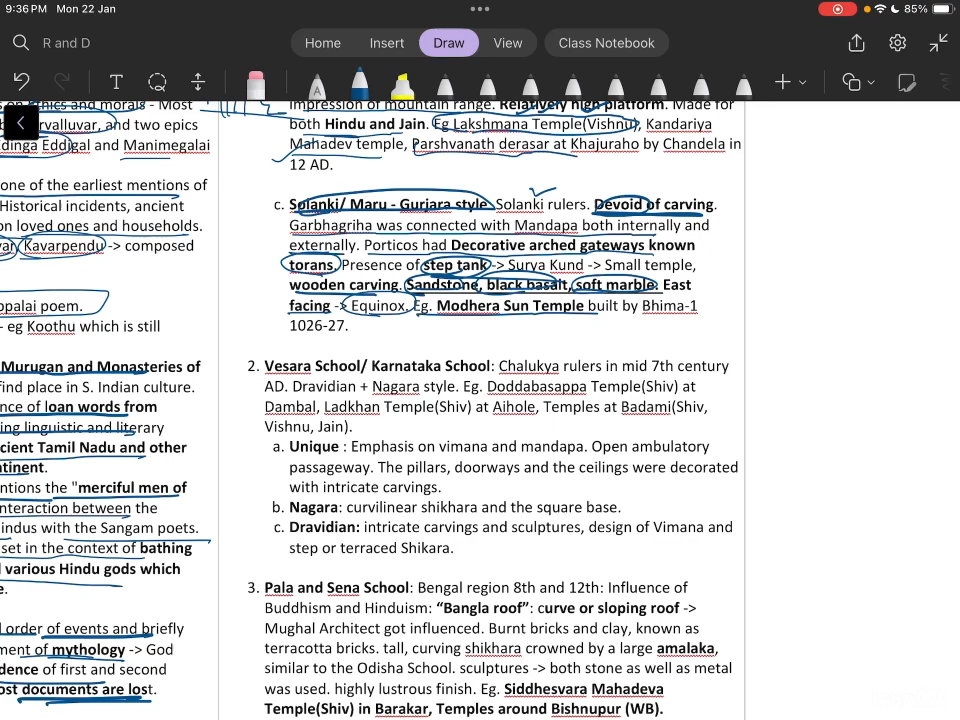 9:36 PM Mon 22 Jan
85%
R and D
Home Insert Draw View Class Notebook
A
s on Ethics and morals - Most
rvalluvar, and two epics
Edinga Eddigal and Manimegalai
one of the earliest mentions of
Historical incidents, ancient
on loved ones and households.
var, Kavarpendu -> composed
ppalai poem.
- eg Koothu which is still
Murugan and Monasteries of
find place in S. Indian culture.
nce of loan words from
ing linguistic and literary
cient Tamil Nadu and other
ntinent.
ntions the "merciful men of
nteraction between the
indus with the Sangam poets.
set in the context of bathing
various Hindu gods which
e.
order of events and briefly
ment of mythology -> God
dence of first and second
ost documents are lost.
impression of mountain range. Relatively high platform. Made for
both Hindu and Jain. Eg Lakshmana Temple(Vishnu), Kandariya
Mahadev temple, Parshvanath derasar at Khajuraho by Chandela in
12 AD.
c. Solanki/ Maru - Gurjara style. Solanki rulers. Devoid of carving.
Garbhagriha was connected with Mandapa both internally and
externally. Porticos had Decorative arched gateways known
torans. Presence of step tank -> Surya Kund -> Small temple,
wooden carving. Sandstone, black basalt, soft marble. East
facing -> Equinox. Eg. Modhera Sun Temple built by Bhima-1
1026-27.
2. Vesara School/ Karnataka School: Chalukya rulers in mid 7th century
AD. Dravidian + Nagara style. Eg. Doddabasappa Temple(Shiv) at
Dambal, Ladkhan Temple(Shiv) at Aihole, Temples at Badami(Shiv,
Vishnu, Jain).
a. Unique : Emphasis on vimana and mandapa. Open ambulatory
passageway. The pillars, doorways and the ceilings were decorated
with intricate carvings.
b. Nagara: curvilinear shikhara and the square base.
c. Dravidian: intricate carvings and sculptures, design of Vimana and
step or terraced Shikara.
3. Pala and Sena School: Bengal region 8th and 12th: Influence of
Buddhism and Hinduism: “Bangla roof”: curve or sloping roof ->
Mughal Architect got influenced. Burnt bricks and clay, known as
terracotta bricks. tall, curving shikhara crowned by a large amalaka,
similar to the Odisha School. sculptures -> both stone as well as metal
was used. highly lustrous finish. Eg. Siddhesvara Mahadeva
Temple(Shiv) in Barakar, Temples around Bishnupur (WB).